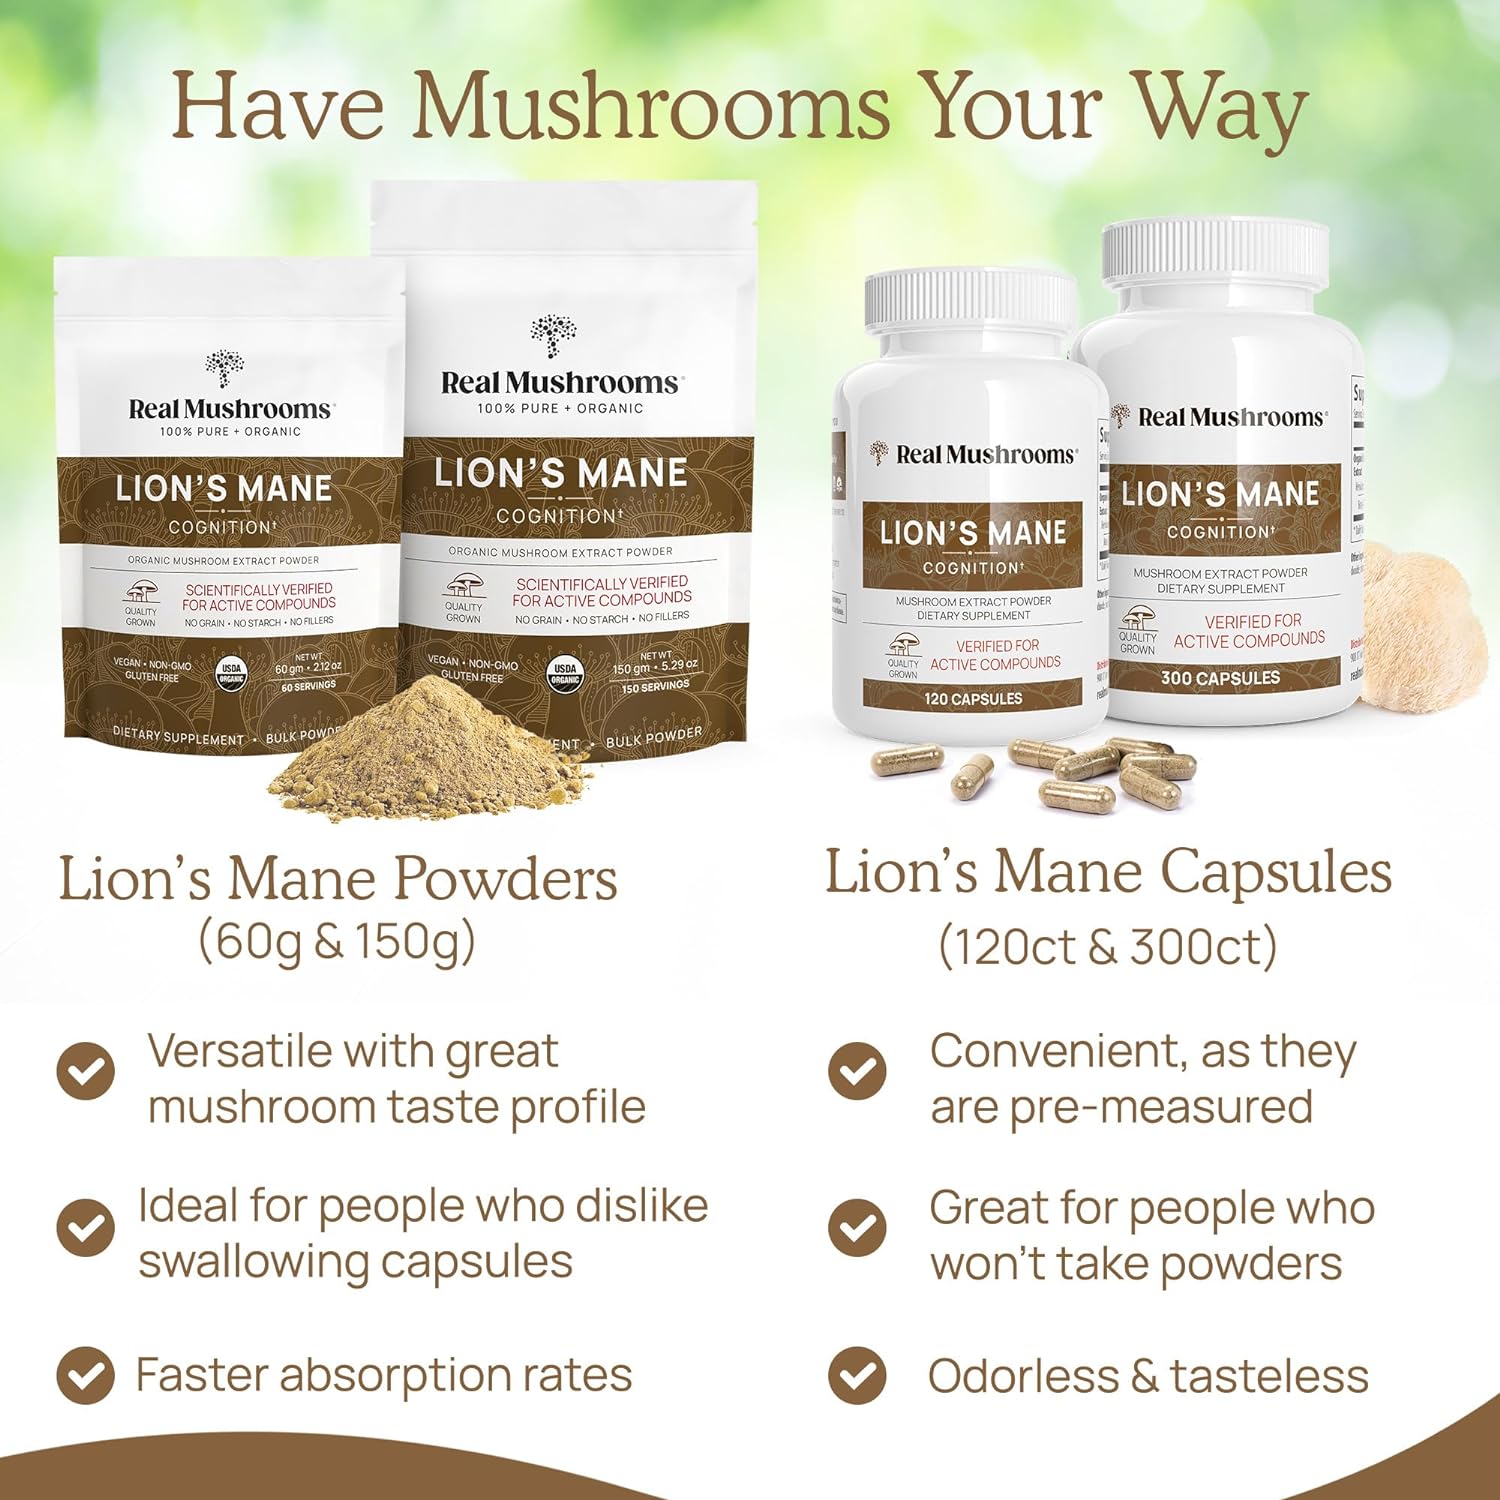 Have Mushrooms Your Way
Real Mushrooms
100% PURE + ORGANIC
LION'S MANE
COGNITION†
ORGANIC MUSHROOM EXTRACT POWDER
QUALITY
GROWN
SCIENTIFICALLY VERIFIED
FOR ACTIVE COMPOUNDS
NO GRAIN • NO STARCH • NO FILLERS
VEGAN • NON-GMO
GLUTEN FREE
USDA
ORGANIC
NET WT
60 gm • 2.12 oz
60 SERVINGS
DIETARY SUPPLEMENT • BULK
Real Mushrooms
100% PURE + ORGANIC
LION'S MANE
COGNITION†
ORGANIC MUSHROOM EXTRACT POWDER
QUALITY
GROWN
SCIENTIFICALLY VERIFIED
FOR ACTIVE COMPOUNDS
NO GRAIN • NO STARCH • NO FILLERS
VEGAN • NON-GMO
GLUTEN FREE
USDA
ORGANIC
NET WT
150 gm • 5.29 oz
150 SERVINGS
• BULK POWDER
Real Mushrooms
LION'S MANE
COGNITION†
MUSHROOM EXTRACT POWDER
DIETARY SUPPLEMENT
QUALITY
GROWN
VERIFIED FOR
ACTIVE COMPOUNDS
120 CAPSULES
Real Mushrooms
LION'S MANE
COGNITION†
MUSHROOM EXTRACT POWDER
DIETARY SUPPLEMENT
QUALITY
GROWN
VERIFIED FOR
ACTIVE COMPOUNDS
300 CAPSULES
Lion's Mane Powders
(60g & 150g)
Versatile with great
mushroom taste profile
Ideal for people who dislike
swallowing capsules
Faster absorption rates
Lion's Mane Capsules
(120ct & 300ct)
Convenient, as they
are pre-measured
Great for people who
won't take powders
Odorless & tasteless